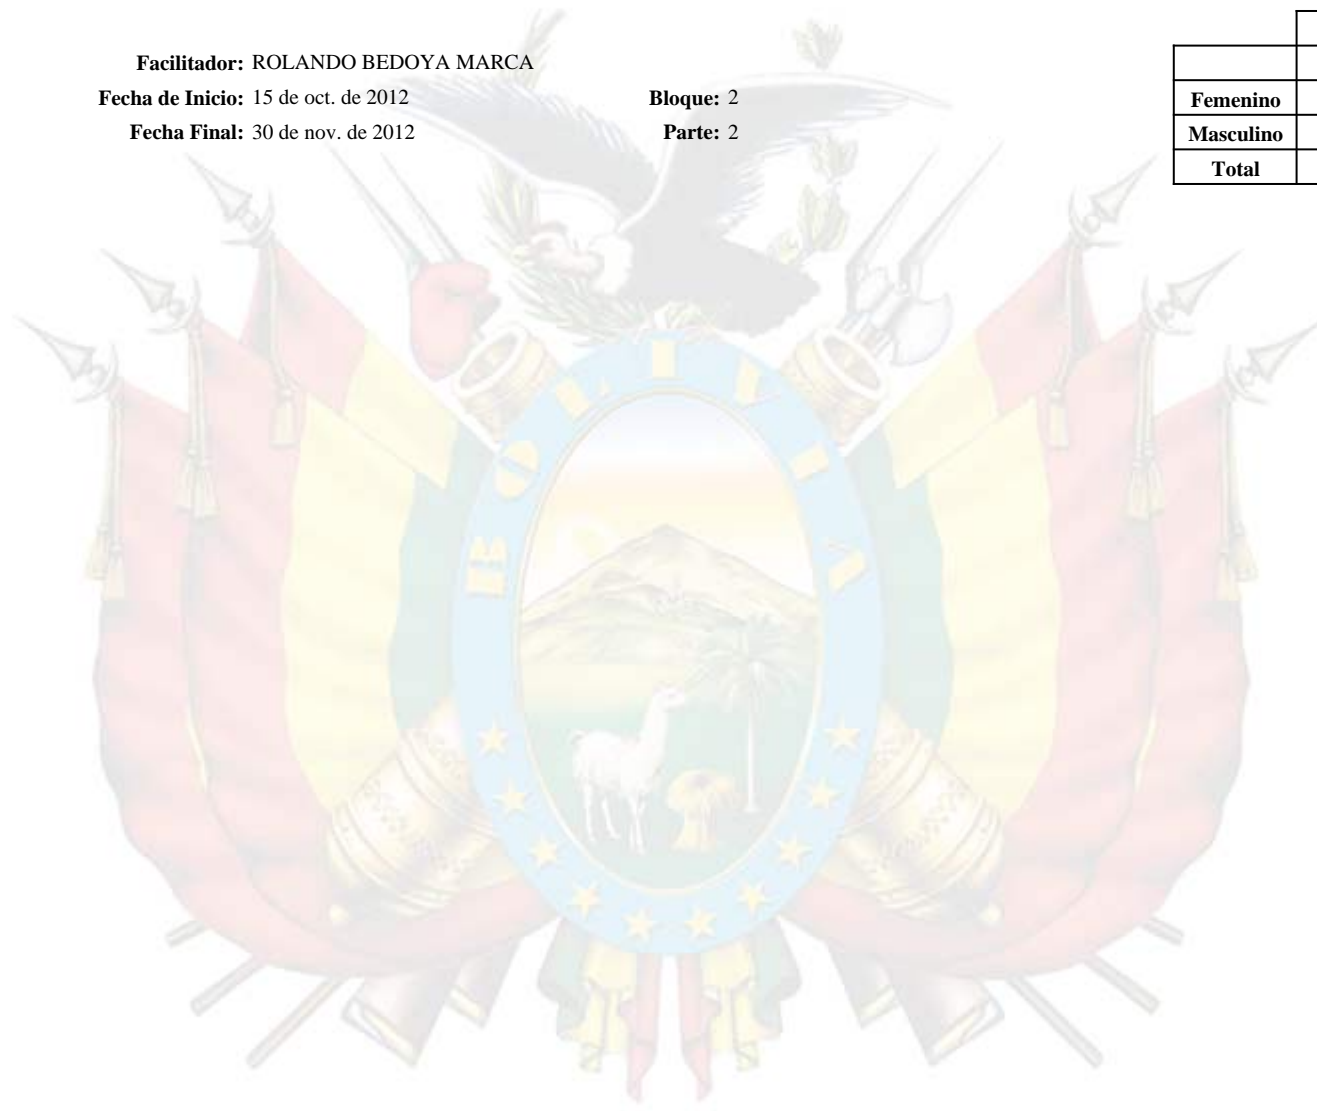 Facilitador: ROLANDO BEDOYA MARCA
Fecha de Inicio: 15 de oct. de 2012 Bloque: 2
Fecha Final: 30 de nov. de 2012 Parte: 2
Femenino
Masculino
Total
BOLIVIA